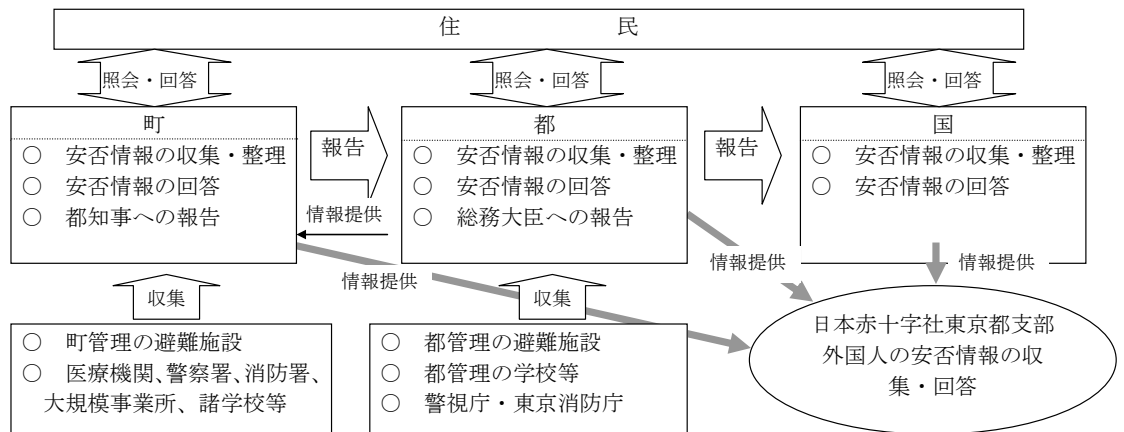 住　　　　民
照会・回答
照会・回答
照会・回答
町
○　安否情報の収集・整理
○　安否情報の回答
○　都知事への報告
報告
情報提供
都
○　安否情報の収集・整理
○　安否情報の回答
○　総務大臣への報告
報告
国
○　安否情報の収集・整理
○　安否情報の回答
情報提供
情報提供
情報提供
収集
収集
○　町管理の避難施設
○　医療機関、警察署、消防署、
大規模事業所、諸学校等
○　都管理の避難施設
○　都管理の学校等
○　警視庁・東京消防庁
日本赤十字社東京都支部
外国人の安否情報の収
集・回答